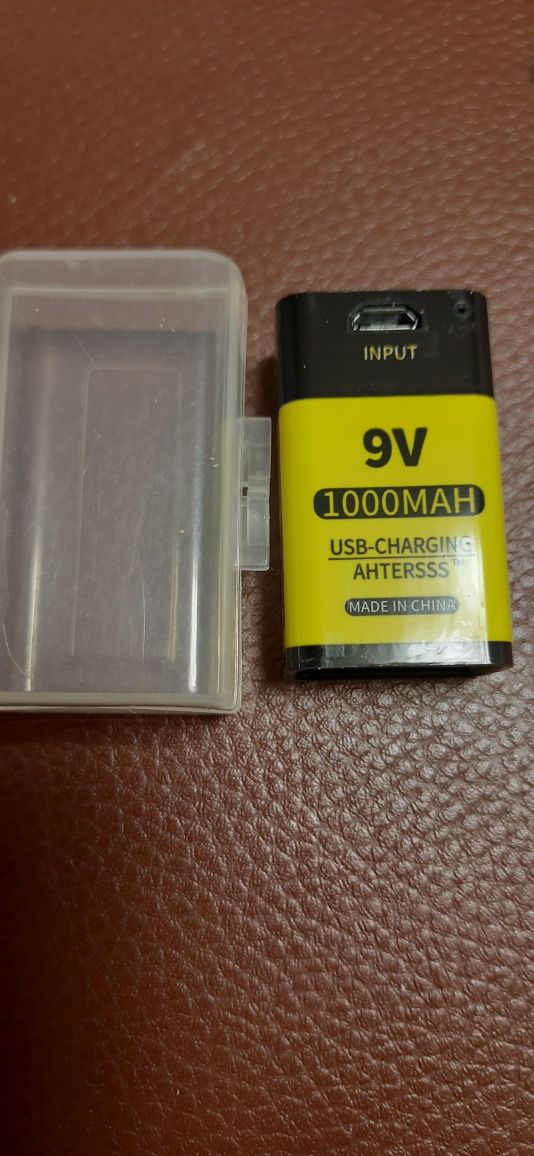 INPUT
9V
1000MAH
USB-CHARGING
AHTERSSS™
MADE IN CHINA